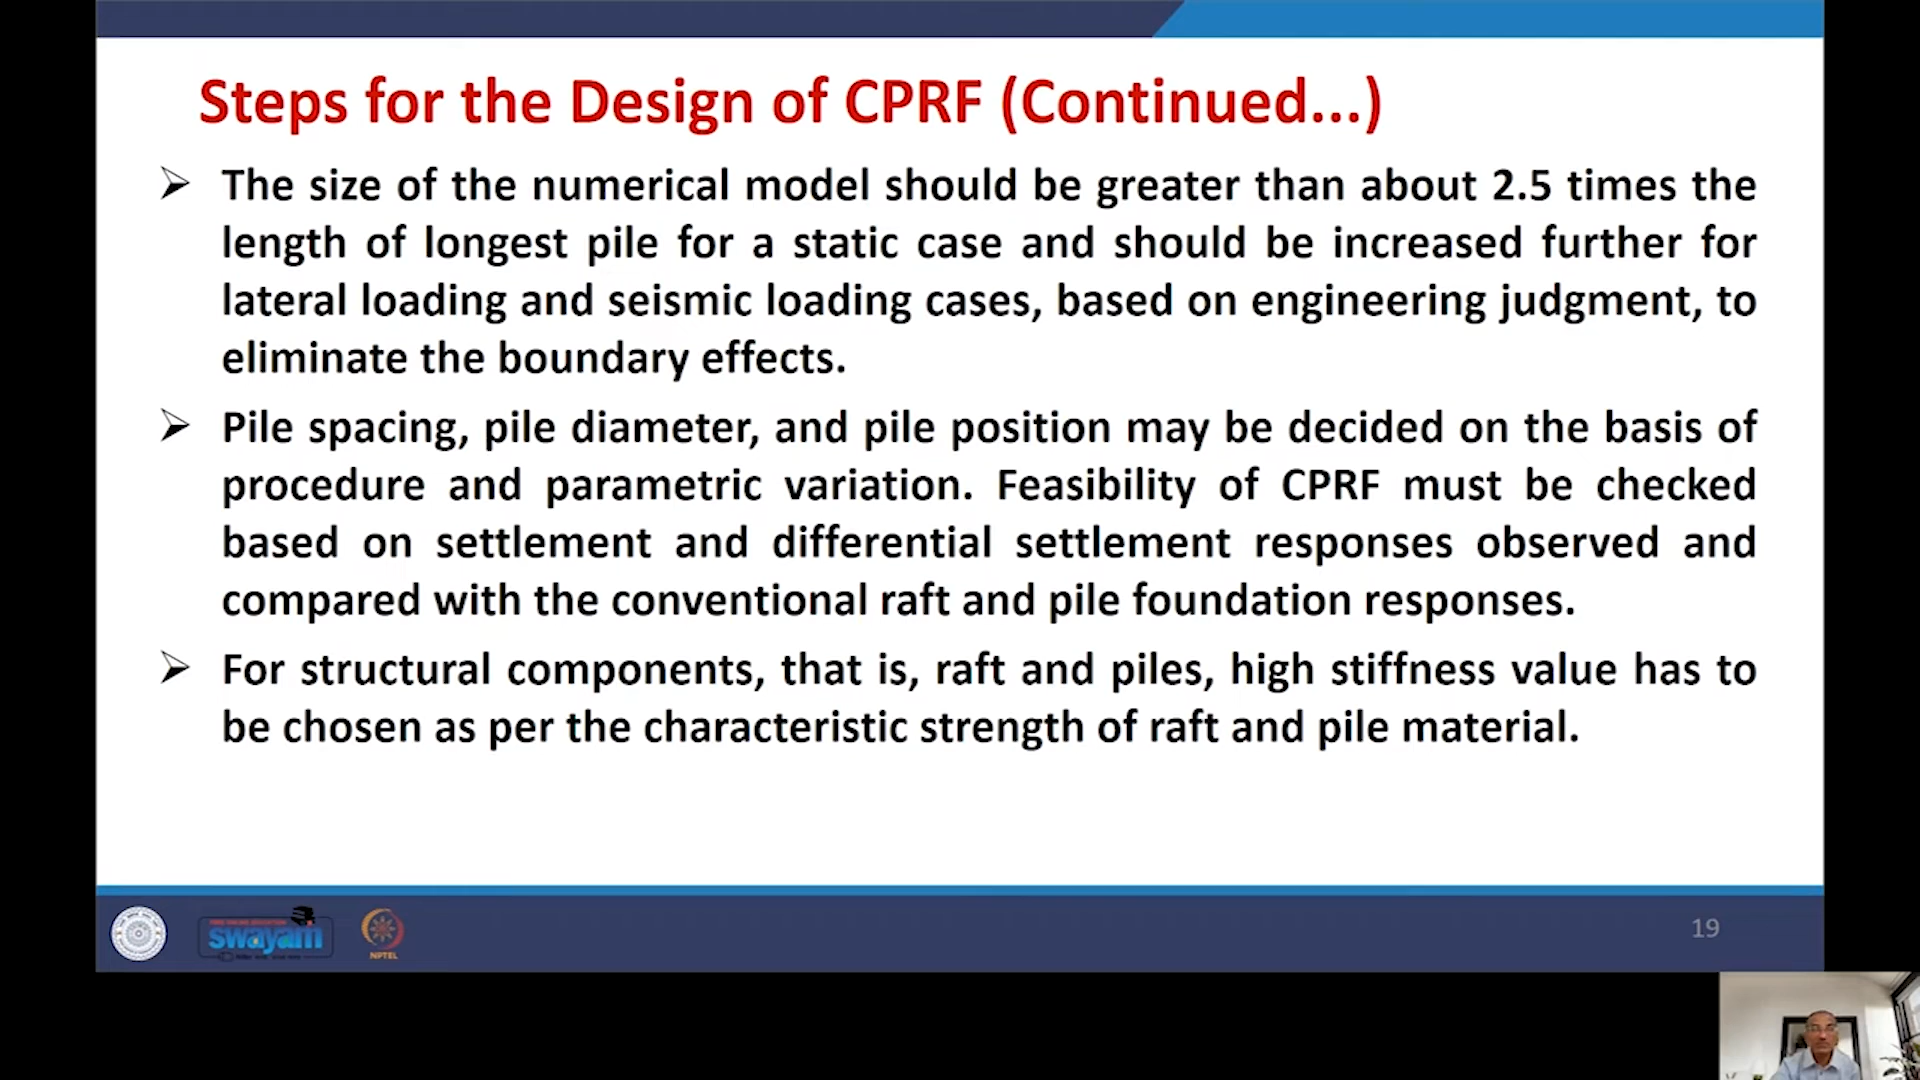 Steps for the Design of CPRF (Continued...)
➢ The size of the numerical model should be greater than about 2.5 times the
length of longest pile for a static case and should be increased further for
lateral loading and seismic loading cases, based on engineering judgment, to
eliminate the boundary effects.
➢ Pile spacing, pile diameter, and pile position may be decided on the basis of
procedure and parametric variation. Feasibility of CPRF must be checked
based on settlement and differential settlement responses observed and
compared with the conventional raft and pile foundation responses.
➢ For structural components, that is, raft and piles, high stiffness value has to
be chosen as per the characteristic strength of raft and pile material.
swayam
NPTEL
19